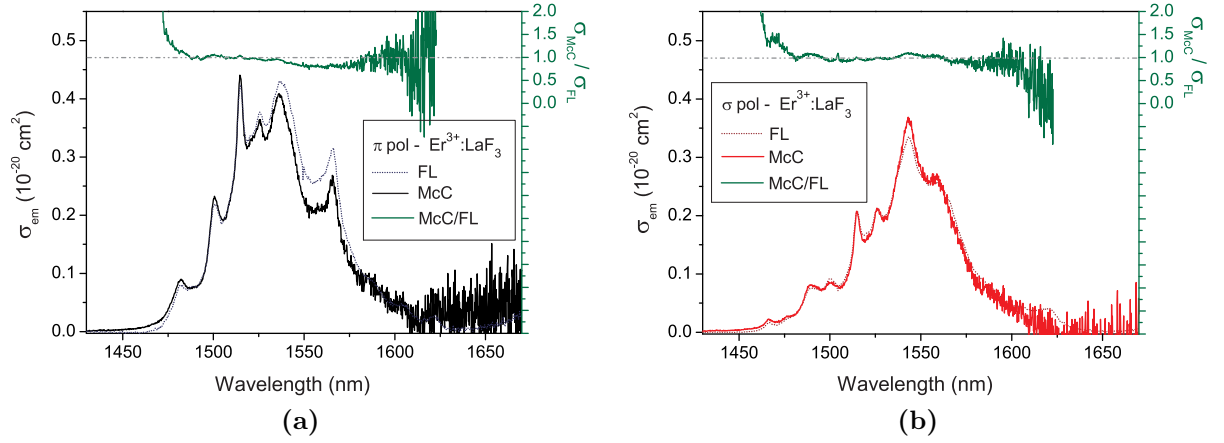 0.5
0.4
0.3
0.2
0.1
0.0
σem (10⁻²⁰ cm²)
2.0
1.5
1.0
0.5
0.0
σMcC / σFL
π pol - Er³⁺:LaF₃
FL
McC
McC/FL
1450 1500 1550 1600 1650
Wavelength (nm)
(a)
0.5
0.4
0.3
0.2
0.1
0.0
σem (10⁻²⁰ cm²)
2.0
1.5
1.0
0.5
0.0
σMcC / σFL
σ pol - Er³⁺:LaF₃
FL
McC
McC/FL
1450 1500 1550 1600 1650
Wavelength (nm)
(b)